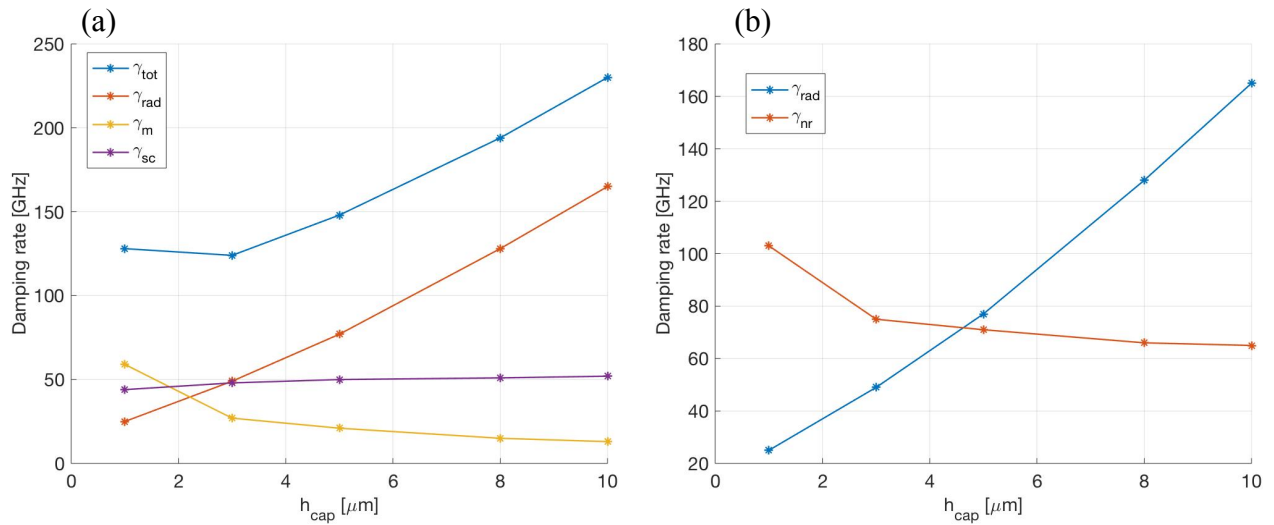 (a)
250
200
150
100
50
0
Damping rate [GHz]
γtot
γrad
γm
γsc
0 2 4 6 8 10
hcap [μm]
(b)
180
160
140
120
100
80
60
40
20
Damping rate [GHz]
γrad
γnr
0 2 4 6 8 10
hcap [μm]